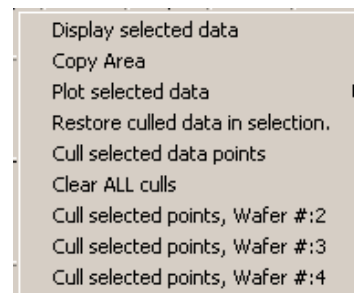 Display selected data
Copy Area
Plot selected data
Restore culled data in selection.
Cull selected data points
Clear ALL culls
Cull selected points, Wafer #:2
Cull selected points, Wafer #:3
Cull selected points, Wafer #:4